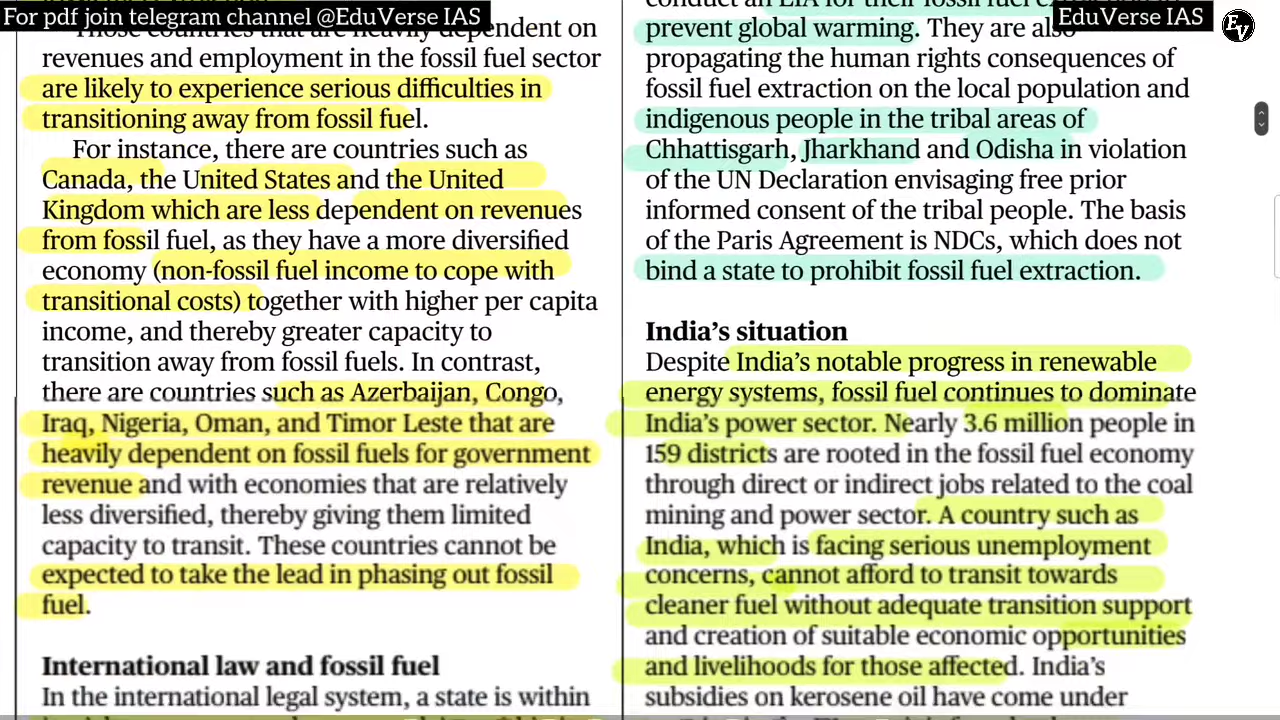 For pdf join telegram channel @EduVerse IAS
EduVerse IAS
EV
Those countries that are heavily dependent on
revenues and employment in the fossil fuel sector
are likely to experience serious difficulties in
transitioning away from fossil fuel.
For instance, there are countries such as
Canada, the United States and the United
Kingdom which are less dependent on revenues
from fossil fuel, as they have a more diversified
economy (non-fossil fuel income to cope with
transitional costs) together with higher per capita
income, and thereby greater capacity to
transition away from fossil fuels. In contrast,
there are countries such as Azerbaijan, Congo,
Iraq, Nigeria, Oman, and Timor Leste that are
heavily dependent on fossil fuels for government
revenue and with economies that are relatively
less diversified, thereby giving them limited
capacity to transit. These countries cannot be
expected to take the lead in phasing out fossil
fuel.
International law and fossil fuel
In the international legal system, a state is within
conduct an EIA for their fossil fuel
prevent global warming. They are also
propagating the human rights consequences of
fossil fuel extraction on the local population and
indigenous people in the tribal areas of
Chhattisgarh, Jharkhand and Odisha in violation
of the UN Declaration envisaging free prior
informed consent of the tribal people. The basis
of the Paris Agreement is NDCs, which does not
bind a state to prohibit fossil fuel extraction.
India's situation
Despite India's notable progress in renewable
energy systems, fossil fuel continues to dominate
India's power sector. Nearly 3.6 million people in
159 districts are rooted in the fossil fuel economy
through direct or indirect jobs related to the coal
mining and power sector. A country such as
India, which is facing serious unemployment
concerns, cannot afford to transit towards
cleaner fuel without adequate transition support
and creation of suitable economic opportunities
and livelihoods for those affected. India's
subsidies on kerosene oil have come under